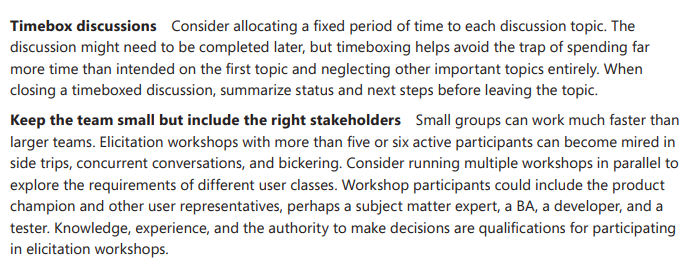 Timebox discussions Consider allocating a fixed period of time to each discussion topic. The
discussion might need to be completed later, but timeboxing helps avoid the trap of spending far
more time than intended on the first topic and neglecting other important topics entirely. When
closing a timeboxed discussion, summarize status and next steps before leaving the topic.
Keep the team small but include the right stakeholders Small groups can work much faster than
larger teams. Elicitation workshops with more than five or six active participants can become mired in
side trips, concurrent conversations, and bickering. Consider running multiple workshops in parallel to
explore the requirements of different user classes. Workshop participants could include the product
champion and other user representatives, perhaps a subject matter expert, a BA, a developer, and a
tester. Knowledge, experience, and the authority to make decisions are qualifications for participating
in elicitation workshops.